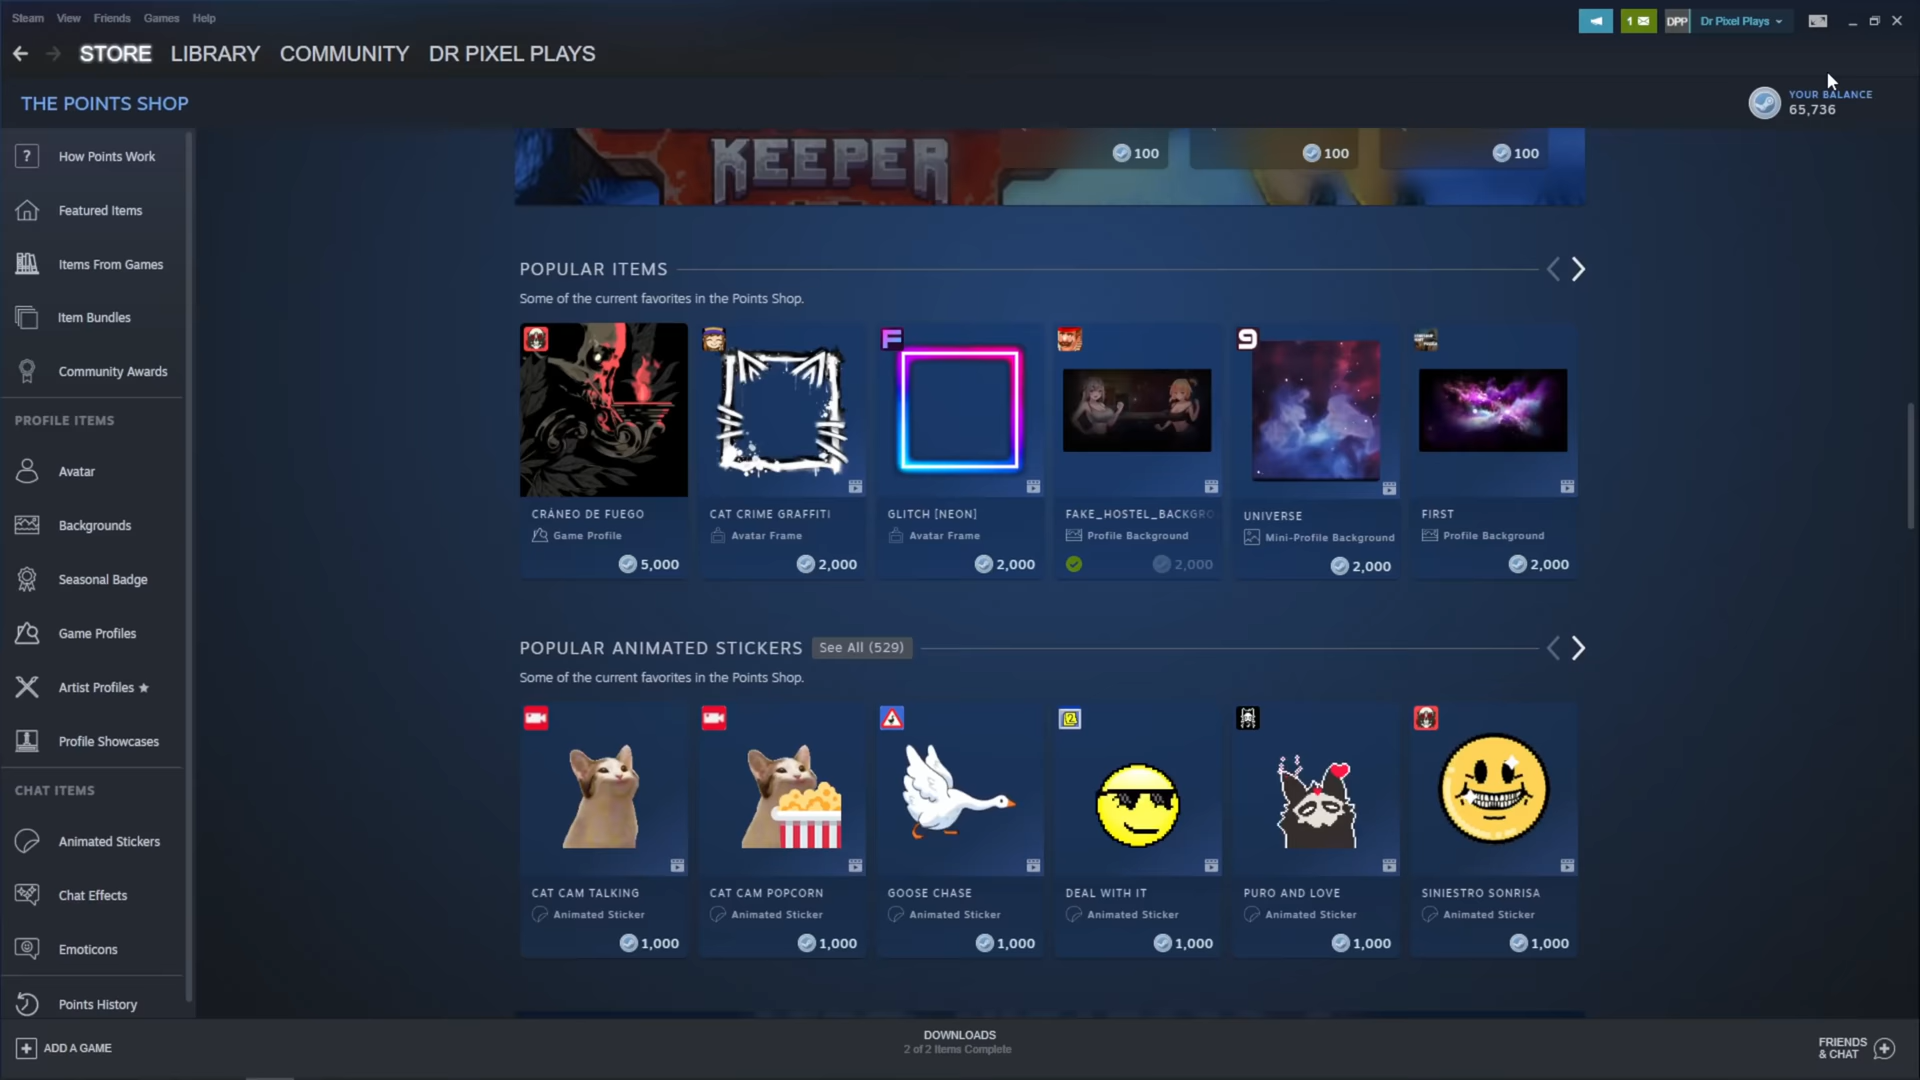 Steam View Friends Games Help
1 DPP Dr Pixel Plays
STORE LIBRARY COMMUNITY DR PIXEL PLAYS
THE POINTS SHOP
YOUR BALANCE
65,736
? How Points Work
Featured Items
Items From Games
Item Bundles
Community Awards
PROFILE ITEMS
Avatar
Backgrounds
Seasonal Badge
Game Profiles
Artist Profiles
Profile Showcases
CHAT ITEMS
Animated Stickers
Chat Effects
Emoticons
Points History
KEEPER
100 100 100
POPULAR ITEMS
Some of the current favorites in the Points Shop.
F 9
CRÁNEO DE FUEGO
Game Profile
5,000
CAT CRIME GRAFFITI
Avatar Frame
2,000
GLITCH [NEON]
Avatar Frame
2,000
FAKE_HOSTEL_BACKGRO
Profile Background
2,000
UNIVERSE
Mini-Profile Background
2,000
FIRST
Profile Background
2,000
POPULAR ANIMATED STICKERS See All (529)
Some of the current favorites in the Points Shop.
CAT CAM TALKING
Animated Sticker
1,000
CAT CAM POPCORN
Animated Sticker
1,000
GOOSE CHASE
Animated Sticker
1,000
DEAL WITH IT
Animated Sticker
1,000
PURO AND LOVE
Animated Sticker
1,000
SINIESTRO SONRISA
Animated Sticker
1,000
ADD A GAME
DOWNLOADS
2 of 2 Items Complete
FRIENDS
& CHAT